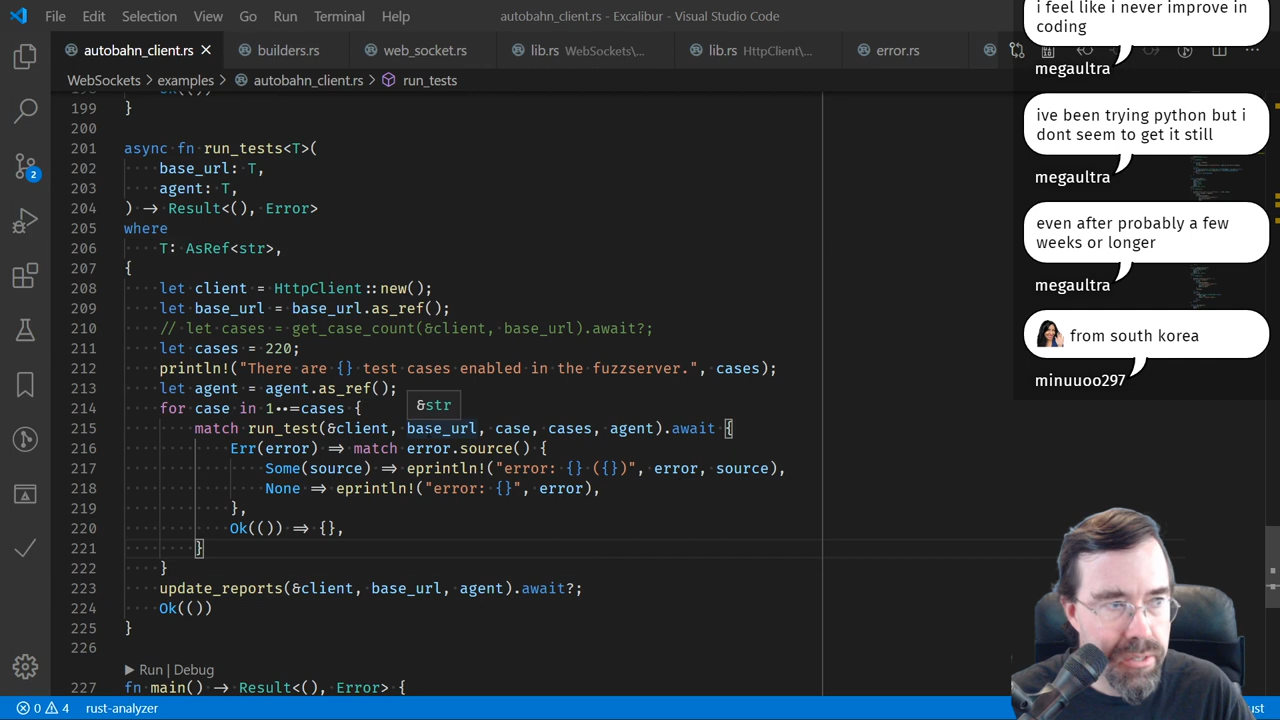 File Edit Selection View Go Run Terminal Help
autobahn_client.rs - Excalibur - Visual Studio Code
autobahn_client.rs
builders.rs
web_socket.rs
lib.rs WebSockets\...
lib.rs HttpClient\...
error.rs
WebSockets > examples > autobahn_client.rs > run_tests
199 }
200
201 async fn run_tests<T>(
202 ····base_url: T,
203 ····agent: T,
204 ) → Result<(), Error>
205 where
206 ····T: AsRef<str>,
207 {
208 ····let client = HttpClient::new();
209 ····let base_url = base_url.as_ref();
210 ····// let cases = get_case_count(&client, base_url).await?;
211 ····let cases = 220;
212 ····println!("There are {} test cases enabled in the fuzzserver.", cases);
213 ····let agent = agent.as_ref();
&str
214 ····for case in 1..=cases {
215 ········match run_test(&client, base_url, case, cases, agent).await {
216 ············Err(error) ⇒ match error.source() {
217 ················Some(source) ⇒ eprintln!("error: {} ({})", error, source),
218 ················None ⇒ eprintln!("error: {}", error),
219 ············},
220 ············Ok(()) ⇒ {},
221 ········}
222 ····}
223 ····update_reports(&client, base_url, agent).await?;
224 ····Ok(())
225 }
226
Run | Debug
227 fn main() → Result<(), Error> {
2
0 4 rust-analyzer
i feel like i never improve in
coding
megaultra
ive been trying python but i
dont seem to get it still
megaultra
even after probably a few
weeks or longer
megaultra
from south korea
minuuoo297